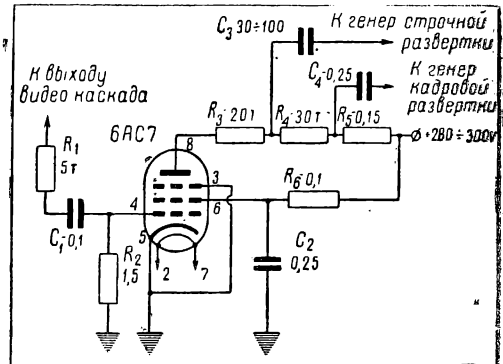 C₃ 30÷100
К генер строчной
развертки
К выходу
видео каскада
C₄-0,25
К генер
кадровой
развертки
R₁
5т
6AC7
R₃-20т
R₄-30т
R₅-0,15
+280÷300v
8
3
6
4
5
2
7
R₆-0,1
C₁-0,1
R₂
1,5
C₂
0,25